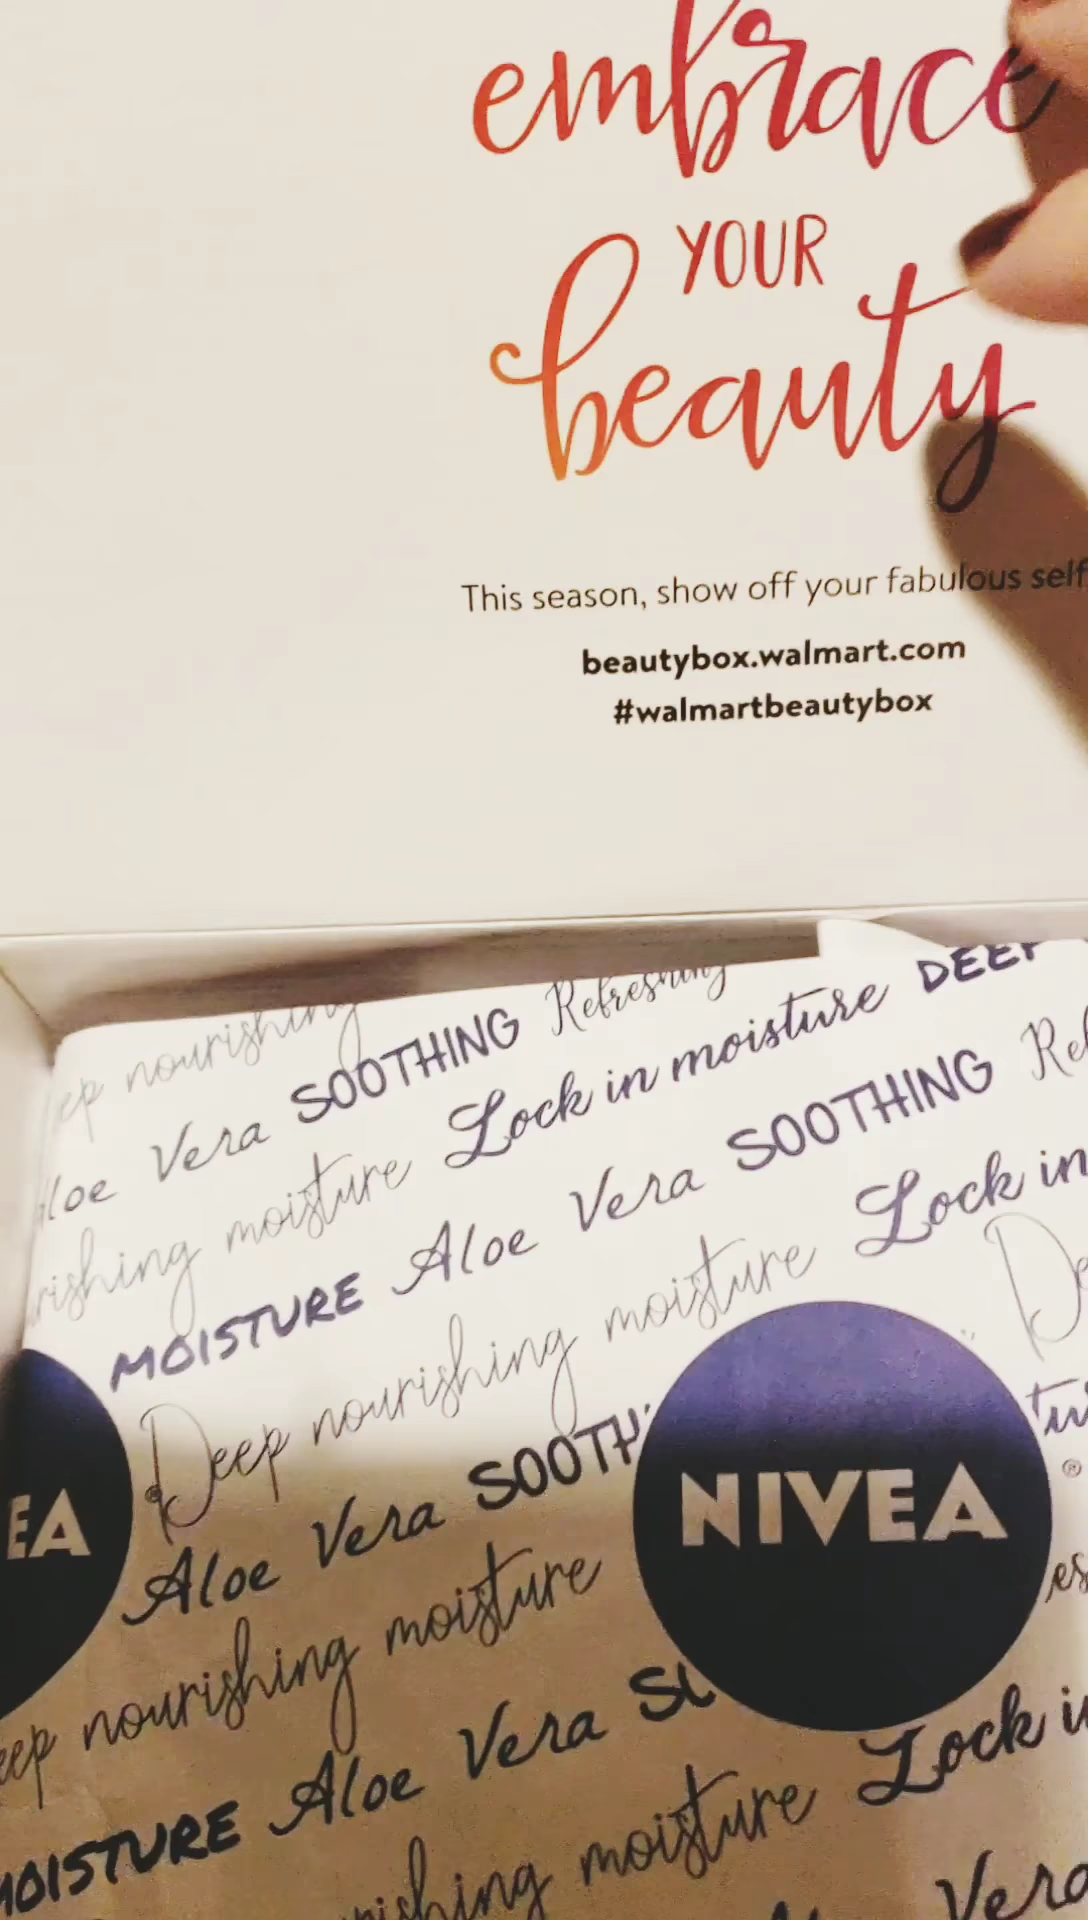 embrace
YOUR
beauty
This season, show off your fabulous self
beautybox.walmart.com
#walmartbeautybox
nourishing
Vera SOOTHING Refreshing
moisture Lock in moisture DEEP
MOISTURE Aloe Vera SOOTHING
Deep nourishing moisture Lock in
Aloe Vera
NIVEA
®
nourishing moisture
MOISTURE Aloe Vera
moisture Lock
Vera